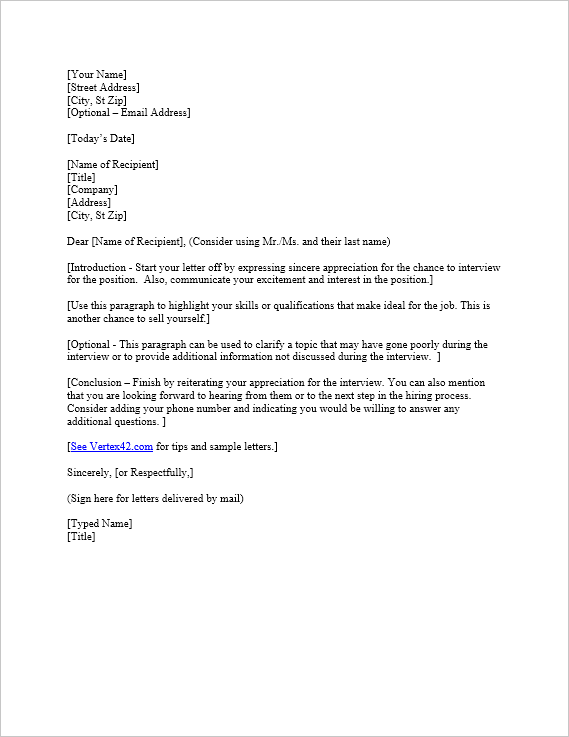 [Your Name]
[Street Address]
[City, St Zip]
[Optional – Email Address]
[Today’s Date]
[Name of Recipient]
[Title]
[Company]
[Address]
[City, St Zip]
Dear [Name of Recipient], (Consider using Mr./Ms. and their last name)
[Introduction - Start your letter off by expressing sincere appreciation for the chance to interview
for the position.  Also, communicate your excitement and interest in the position.]
[Use this paragraph to highlight your skills or qualifications that make ideal for the job. This is
another chance to sell yourself.]
[Optional - This paragraph can be used to clarify a topic that may have gone poorly during the
interview or to provide additional information not discussed during the interview.  ]
[Conclusion – Finish by reiterating your appreciation for the interview. You can also mention
that you are looking forward to hearing from them or to the next step in the hiring process.
Consider adding your phone number and indicating you would be willing to answer any
additional questions. ]
[See Vertex42.com for tips and sample letters.]
Sincerely, [or Respectfully,]
(Sign here for letters delivered by mail)
[Typed Name]
[Title]